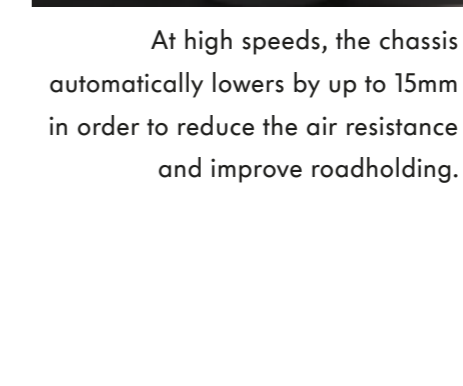 At high speeds, the chassis
automatically lowers by up to 15mm
in order to reduce the air resistance
and improve roadholding.